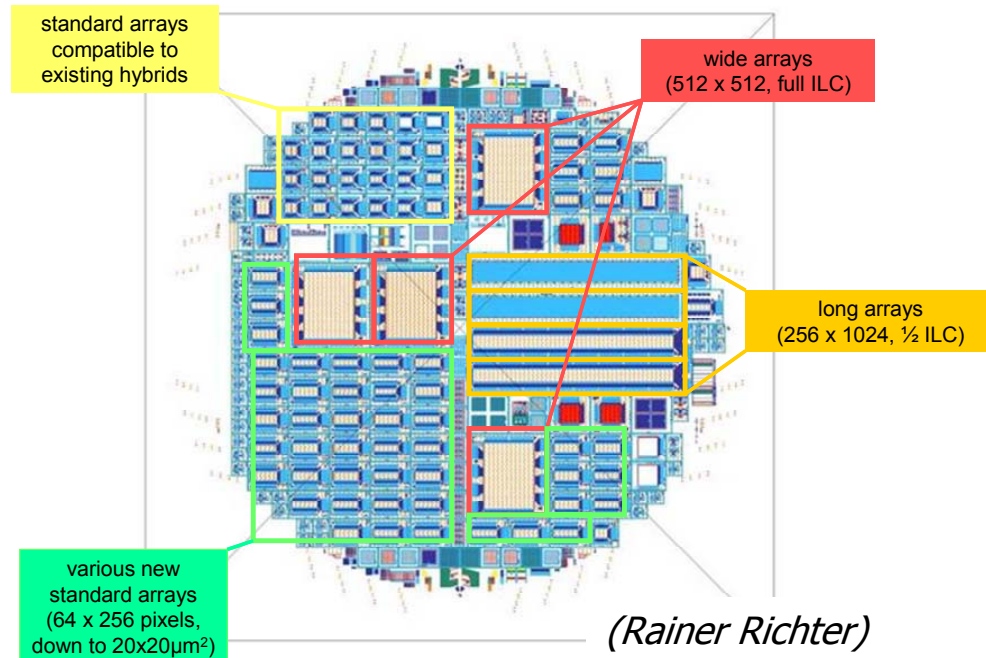 standard arrays
compatible to
existing hybrids
wide arrays
(512 x 512, full ILC)
long arrays
(256 x 1024, ½ ILC)
various new
standard arrays
(64 x 256 pixels,
down to 20x20µm²)
(Rainer Richter)